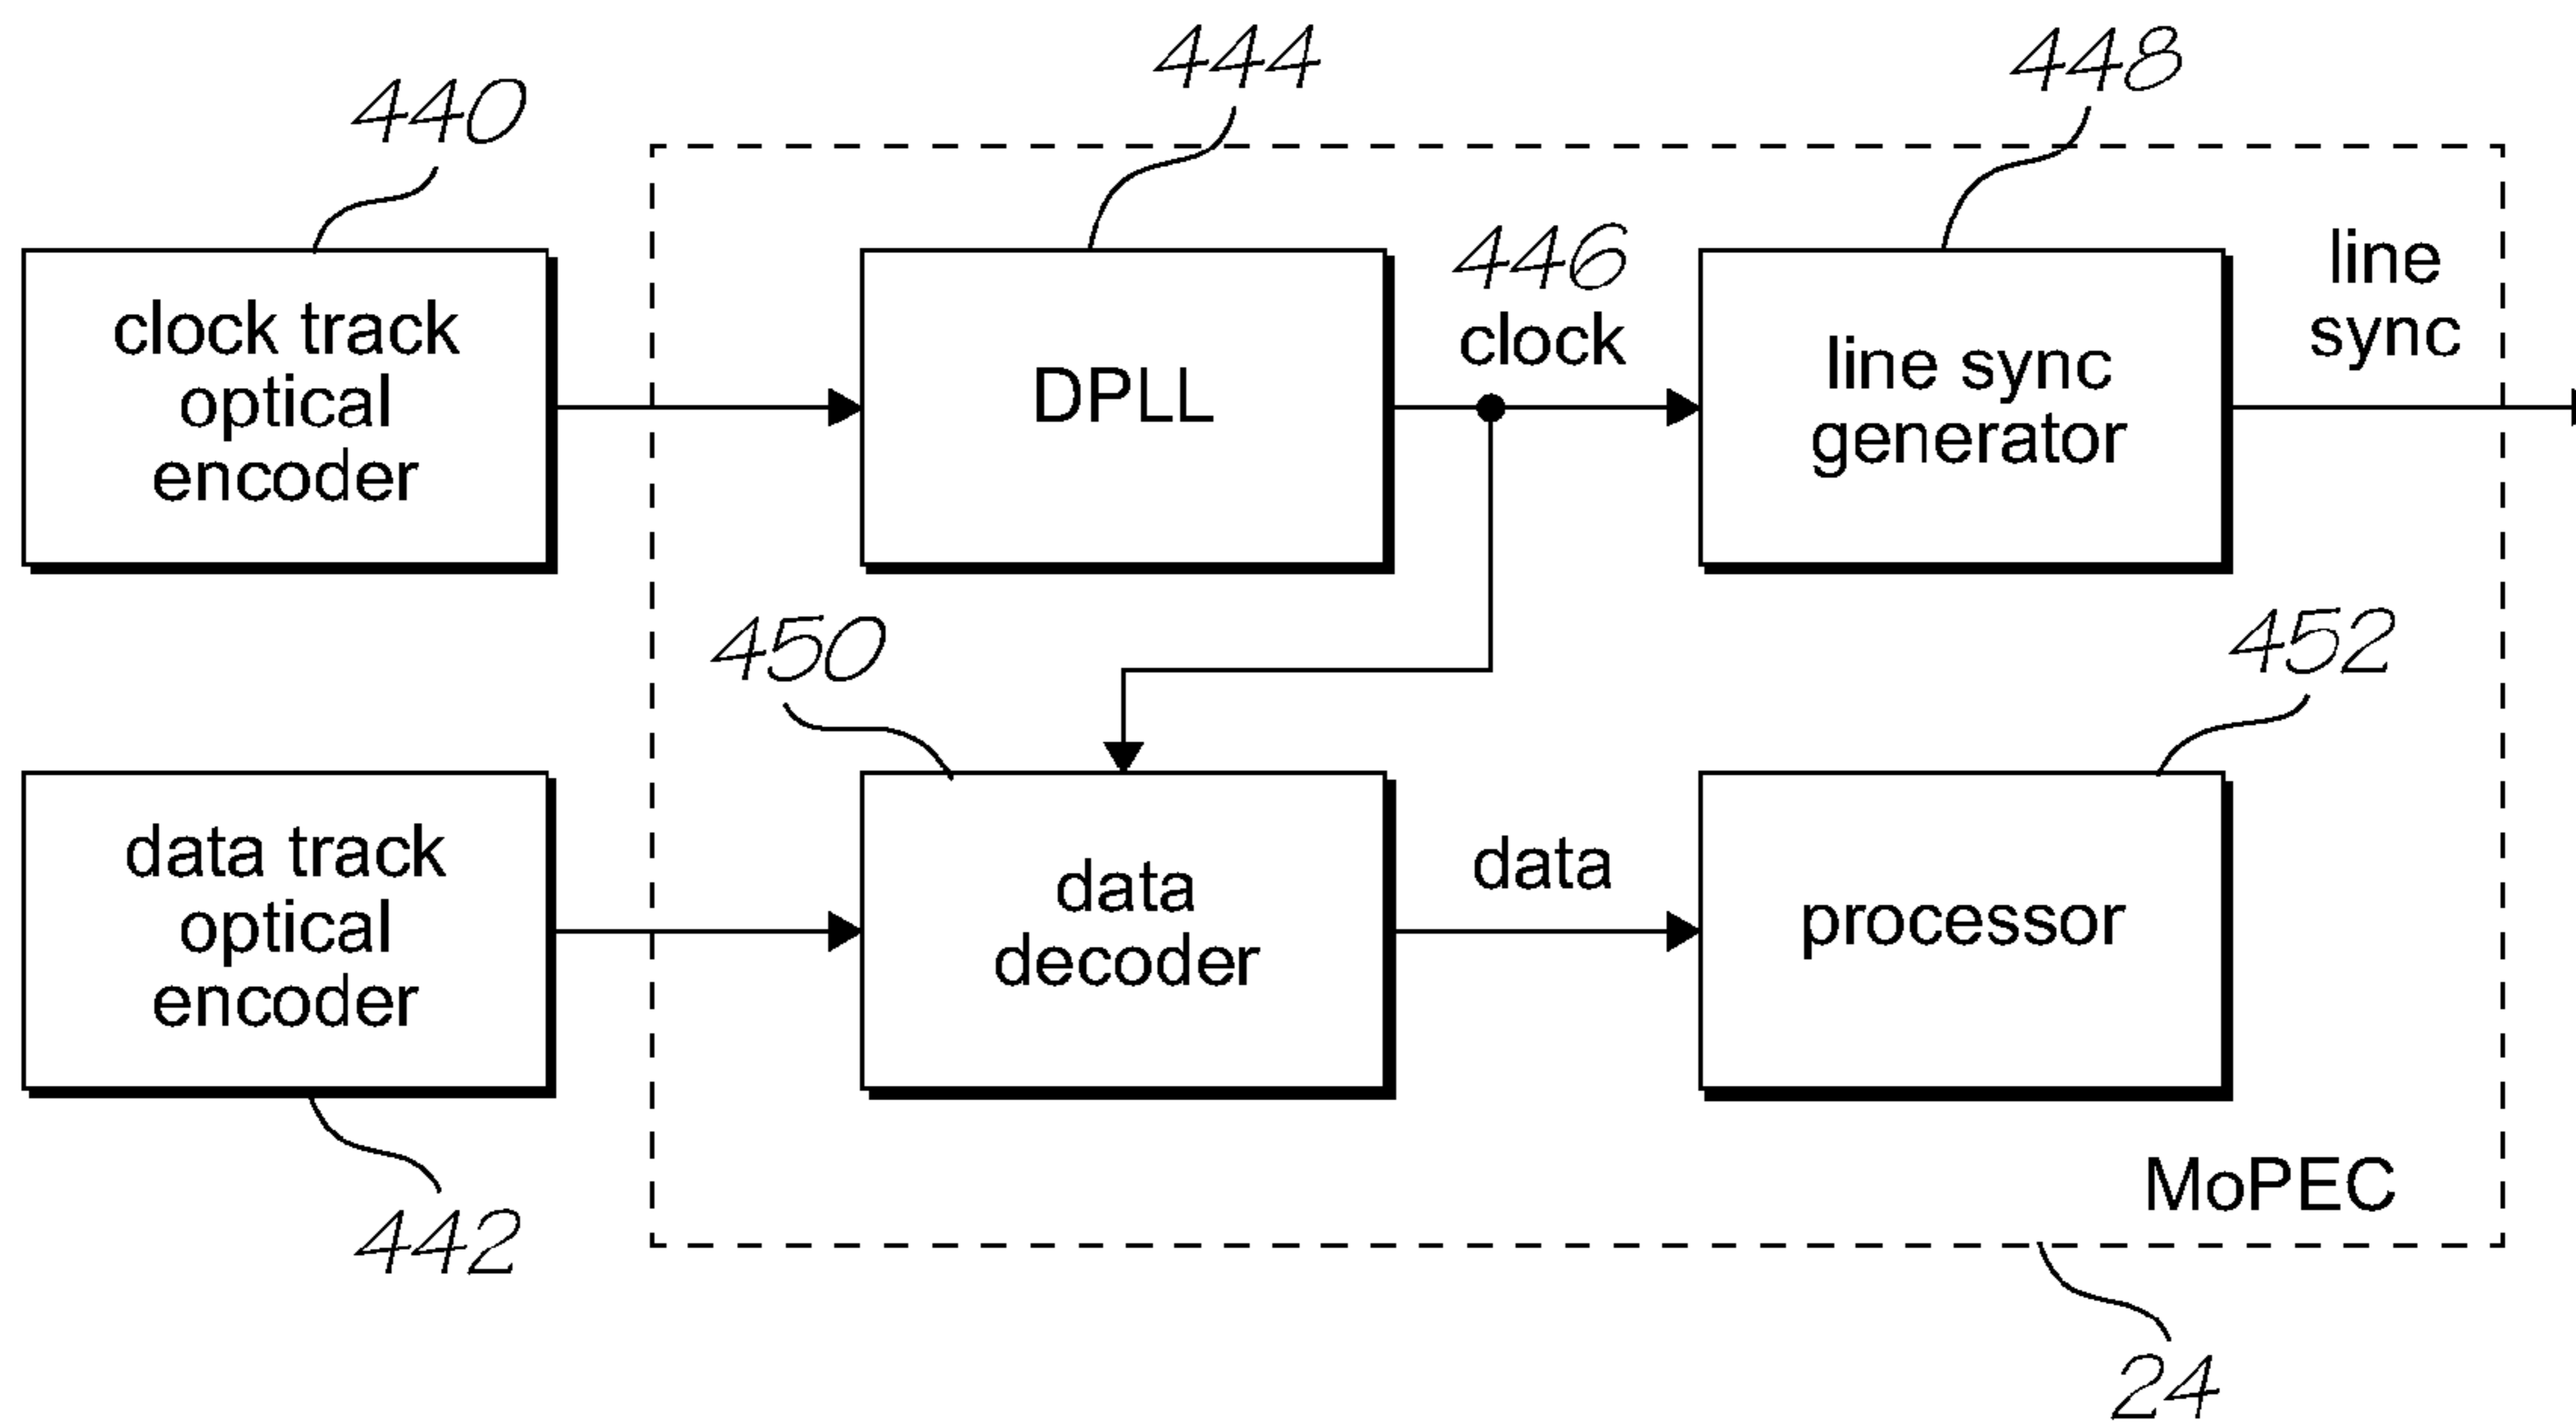 444
448
440
446
clock
line
sync
clock track
optical
encoder
DPLL
line sync
generator
450
452
data track
optical
encoder
data
decoder
data
processor
MoPEC
442
24